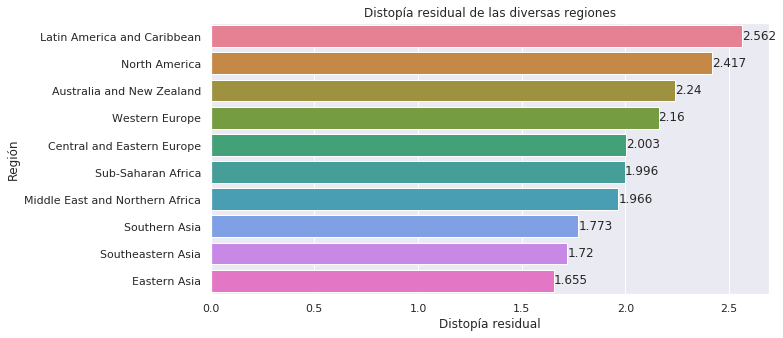 Distopía residual de las diversas regiones
Región
Latin America and Caribbean 2.562
North America 2.417
Australia and New Zealand 2.24
Western Europe 2.16
Central and Eastern Europe 2.003
Sub-Saharan Africa 1.996
Middle East and Northern Africa 1.966
Southern Asia 1.773
Southeastern Asia 1.72
Eastern Asia 1.655
0.0 0.5 1.0 1.5 2.0 2.5
Distopía residual